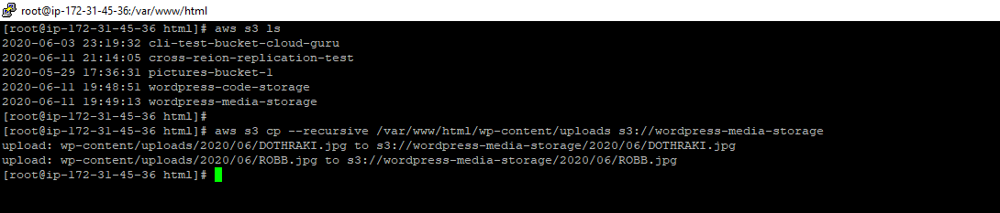 root@ip-172-31-45-36:/var/www/html
[root@ip-172-31-45-36 html]# aws s3 ls
2020-06-03 23:19:32 cli-test-bucket-cloud-guru
2020-06-11 21:14:05 cross-reion-replication-test
2020-05-29 17:36:31 pictures-bucket-1
2020-06-11 19:48:51 wordpress-code-storage
2020-06-11 19:49:13 wordpress-media-storage
[root@ip-172-31-45-36 html]#
[root@ip-172-31-45-36 html]# aws s3 cp --recursive /var/www/html/wp-content/uploads s3://wordpress-media-storage
upload: wp-content/uploads/2020/06/DOTHRAKI.jpg to s3://wordpress-media-storage/2020/06/DOTHRAKI.jpg
upload: wp-content/uploads/2020/06/ROBB.jpg to s3://wordpress-media-storage/2020/06/ROBB.jpg
[root@ip-172-31-45-36 html]#